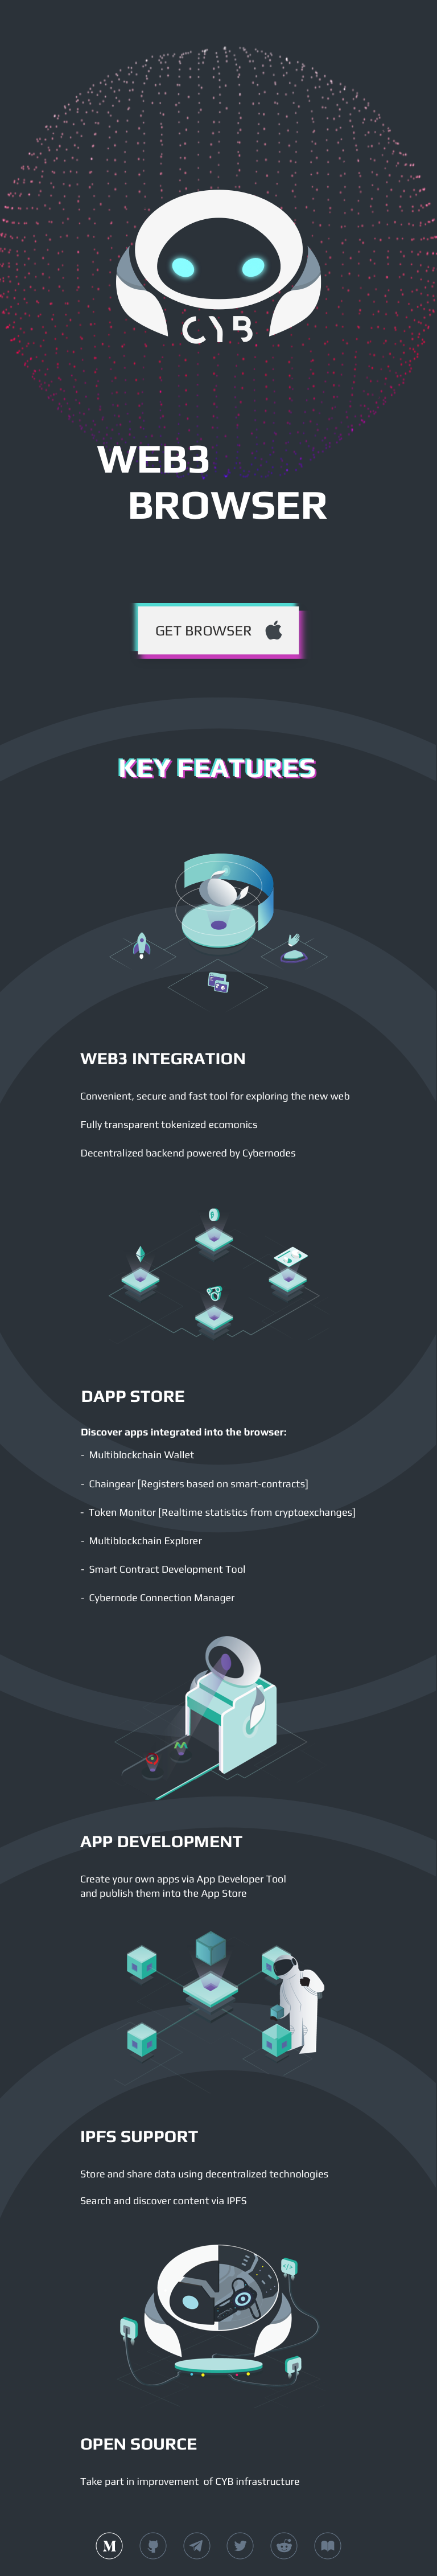 CYB
WEB3
BROWSER
GET BROWSER
KEY FEATURES
WEB3 INTEGRATION
Convenient, secure and fast tool for exploring the new web
Fully transparent tokenized ecomonics
Decentralized backend powered by Cybernodes
DAPP STORE
Discover apps integrated into the browser:
- Multiblockchain Wallet
- Chaingear [Registers based on smart-contracts]
- Token Monitor [Realtime statistics from cryptoexchanges]
- Multiblockchain Explorer
- Smart Contract Development Tool
- Cybernode Connection Manager
APP DEVELOPMENT
Create your own apps via App Developer Tool
and publish them into the App Store
IPFS SUPPORT
Store and share data using decentralized technologies
Search and discover content via IPFS
OPEN SOURCE
Take part in improvement of CYB infrastructure
M